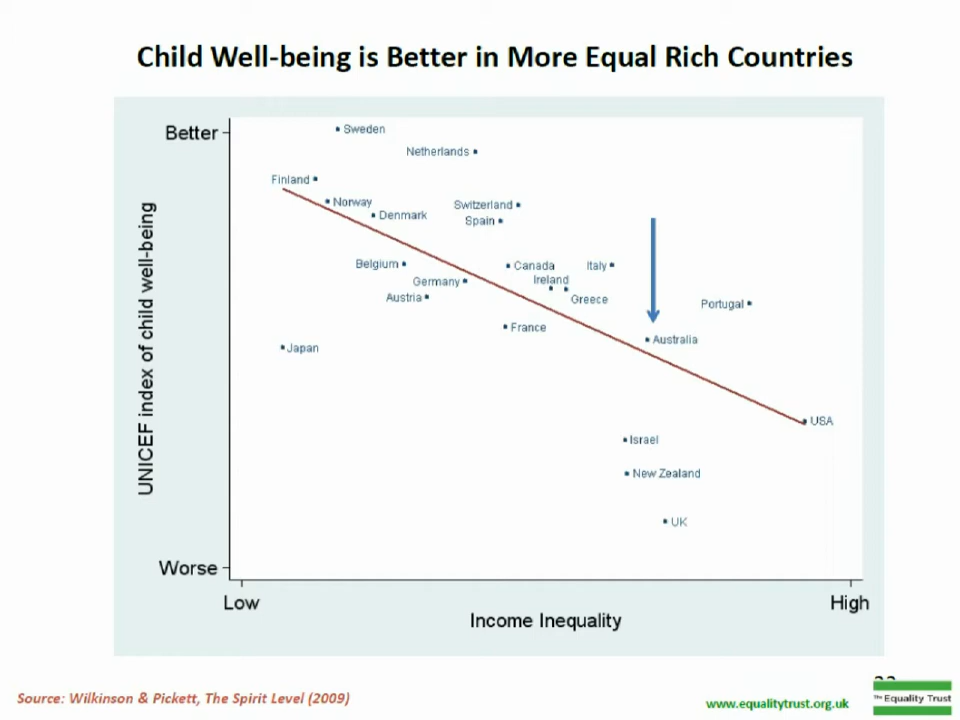 Child Well-being is Better in More Equal Rich Countries
Better
Sweden
Netherlands
Finland
Norway
Switzerland
Denmark
Spain
Belgium
Canada
Italy
Germany
Ireland
Austria
Greece
Portugal
France
Australia
Japan
USA
Israel
New Zealand
UK
UNICEF index of child well-being
Worse
Low
High
Income Inequality
Source: Wilkinson & Pickett, The Spirit Level (2009)
www.equalitytrust.org.uk
The Equality Trust